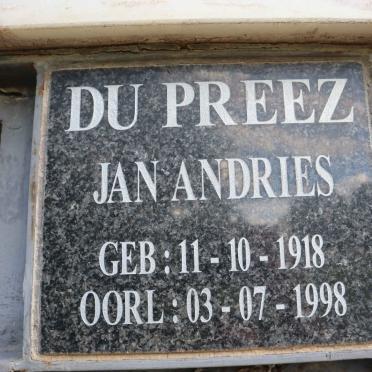 DU PREEZ
JAN ANDRIES
GEB : 11 - 10 - 1918
OORL : 03 - 07 - 1998